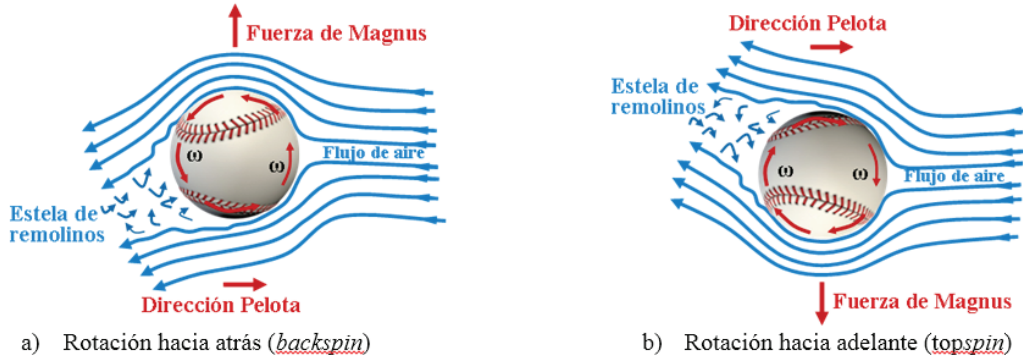 Fuerza de Magnus
Flujo de aire
ω
ω
Estela de
remolinos
Dirección Pelota
a) Rotación hacia atrás (backspin)
Dirección Pelota
Estela de
remolinos
Flujo de aire
ω
ω
Fuerza de Magnus
b) Rotación hacia adelante (topspin)